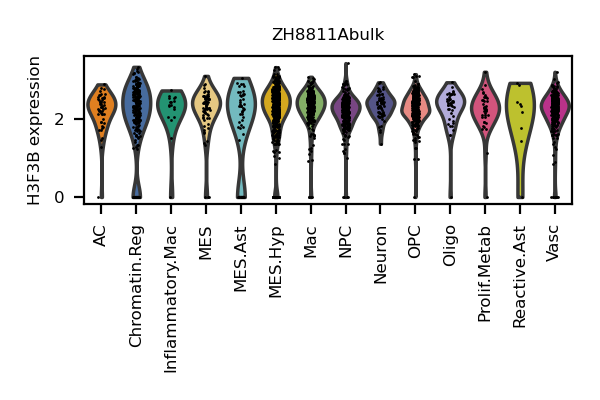 ZH8811Abulk
H3F3B expression
2
0
AC
Chromatin.Reg
Inflammatory.Mac
MES
MES.Ast
MES.Hyp
Mac
NPC
Neuron
OPC
Oligo
Prolif.Metab
Reactive.Ast
Vasc